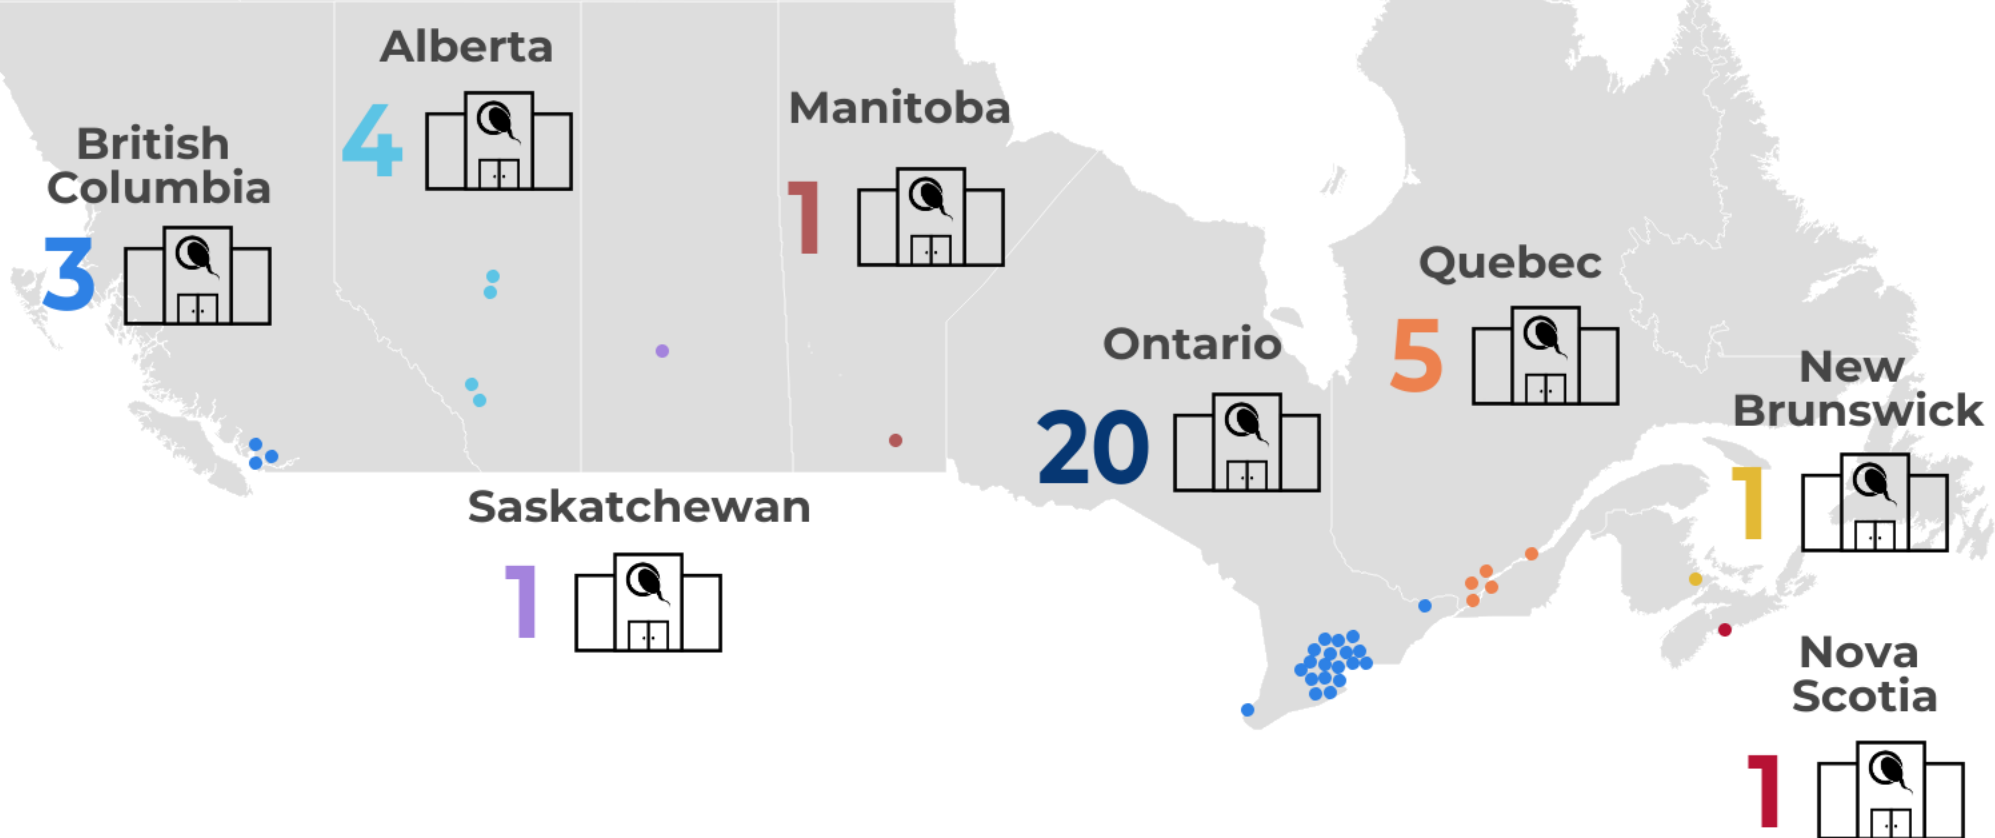 Alberta
4
British
Columbia
3
Manitoba
1
Saskatchewan
1
Ontario
20
Quebec
5
New
Brunswick
1
Nova
Scotia
1